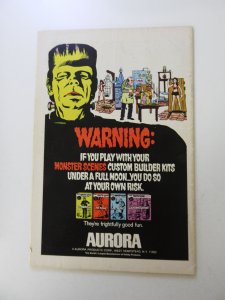 WARNING:
IF YOU PLAY WITH YOUR
MONSTER SCENES CUSTOM BUILDER KITS
UNDER A FULL MOON, YOU DO SO
AT YOUR OWN RISK.
They're frightfully good fun.
AURORA